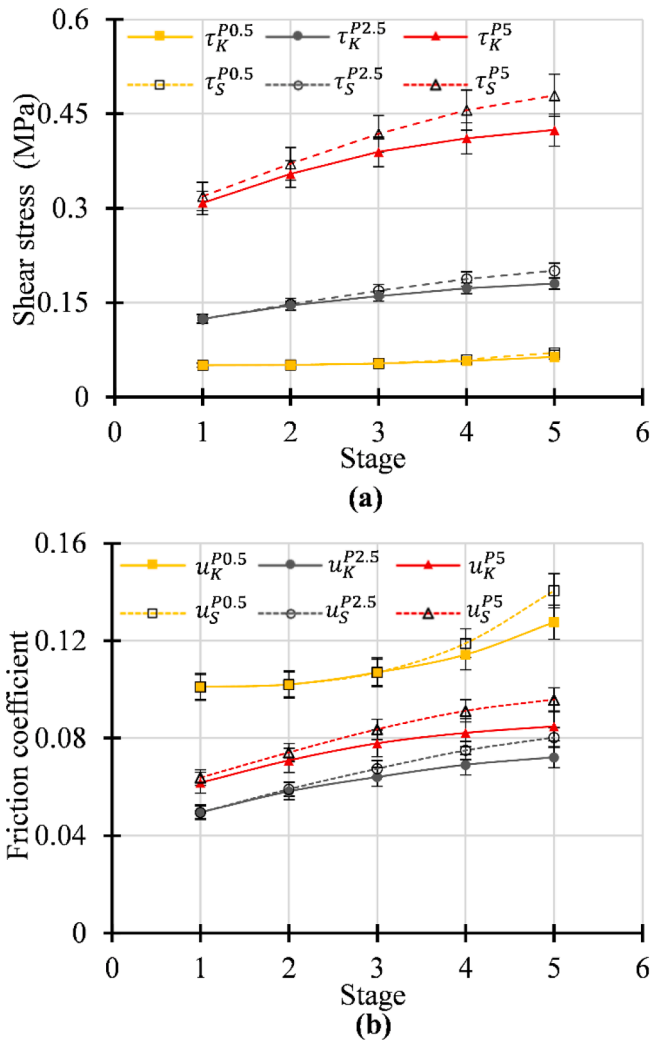 τ_K^P0.5 τ_K^P2.5 τ_K^P5
τ_S^P0.5 τ_S^P2.5 τ_S^P5
0.6
0.45
0.3
0.15
0
Shear stress (MPa)
0 1 2 3 4 5 6
Stage
(a)
u_K^P0.5 u_K^P2.5 u_K^P5
u_S^P0.5 u_S^P2.5 u_S^P5
0.16
0.12
0.08
0.04
0
Friction coefficient
0 1 2 3 4 5 6
Stage
(b)